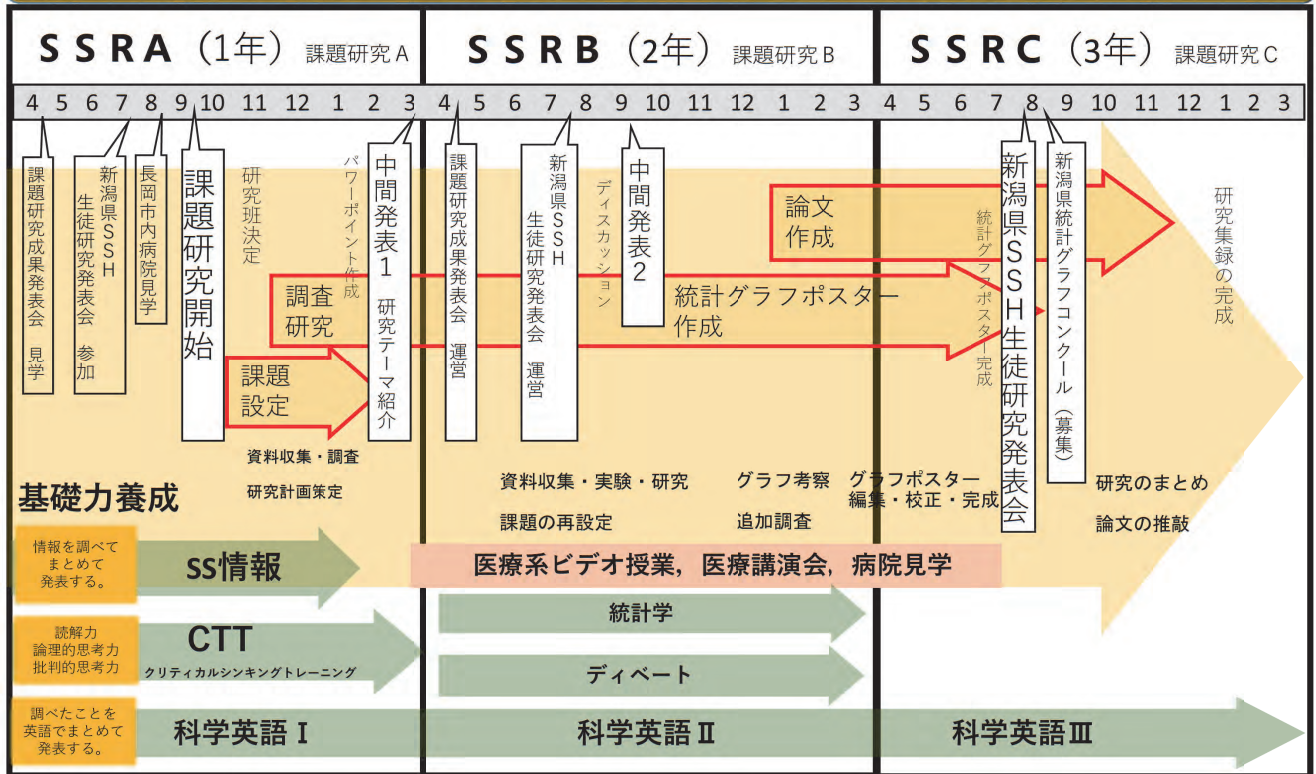 SSRA（1年） 課題研究A
SSRB（2年） 課題研究B
SSRC（3年） 課題研究C
4 5 6 7 8 9 10 11 12 1 2 3
4 5 6 7 8 9 10 11 12 1 2 3
4 5 6 7 8 9 10 11 12 1 2 3
課題研究成果発表会 見学
新潟県SSH
生徒研究発表会 参加
長岡市内病院見学
課題研究開始
研究班決定
パワーポイント作成
中間発表1 研究テーマ紹介
課題研究成果発表会 運営
新潟県SSH
生徒研究発表会 運営
ディスカッション
中間発表2
論文
作成
調査
研究
統計グラフポスター
作成
課題
設定
統計グラフポスター完成
新潟県SSH生徒研究発表会
新潟県統計グラフコンクール（募集）
研究集録の完成
資料収集・調査
研究計画策定
資料収集・実験・研究
課題の再設定
グラフ考察
追加調査
グラフポスター
編集・校正・完成
研究のまとめ
論文の推敲
基礎力養成
情報を調べて
まとめて
発表する。
SS情報
医療系ビデオ授業，医療講演会，病院見学
読解力
論理的思考力
批判的思考力
CTT
クリティカルシンキングトレーニング
統計学
ディベート
調べたことを
英語でまとめて
発表する。
科学英語Ⅰ
科学英語Ⅱ
科学英語Ⅲ